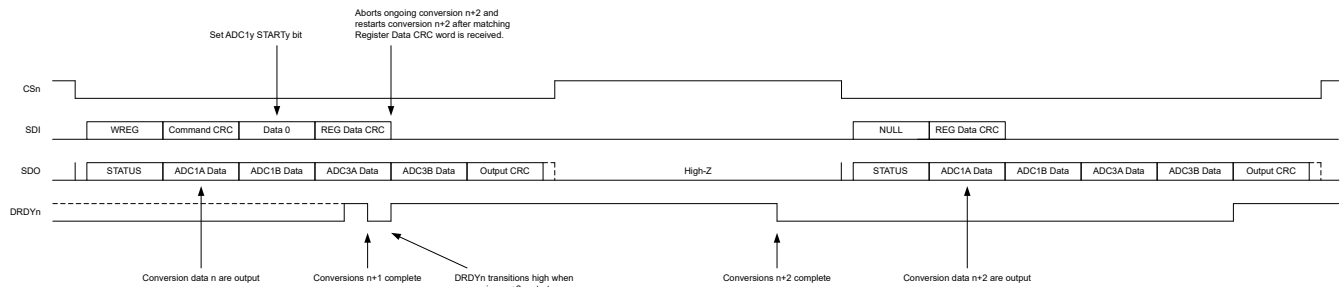 Aborts ongoing conversion n+2 and
restarts conversion n+2 after matching
Register Data CRC word is received.
Set ADC1y STARTy bit
CSn
SDI WREG Command CRC Data 0 REG Data CRC NULL REG Data CRC
SDO STATUS ADC1A Data ADC1B Data ADC3A Data ADC3B Data Output CRC High-Z STATUS ADC1A Data ADC1B Data ADC3A Data ADC3B Data Output CRC
DRDYn
Conversion data n are output Conversions n+1 complete DRDYn transitions high when Conversions n+2 complete Conversion data n+2 are output